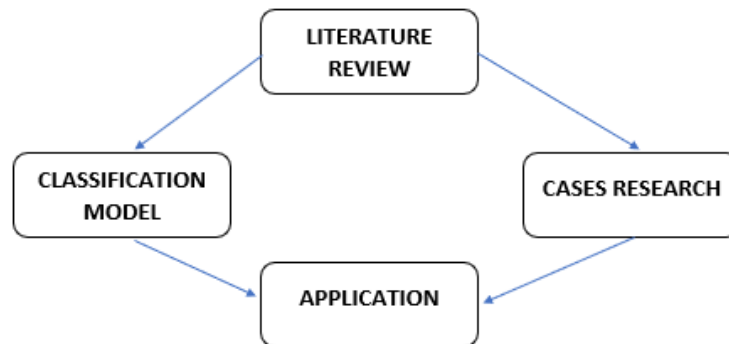 LITERATURE
REVIEW
CLASSIFICATION
MODEL
CASES RESEARCH
APPLICATION